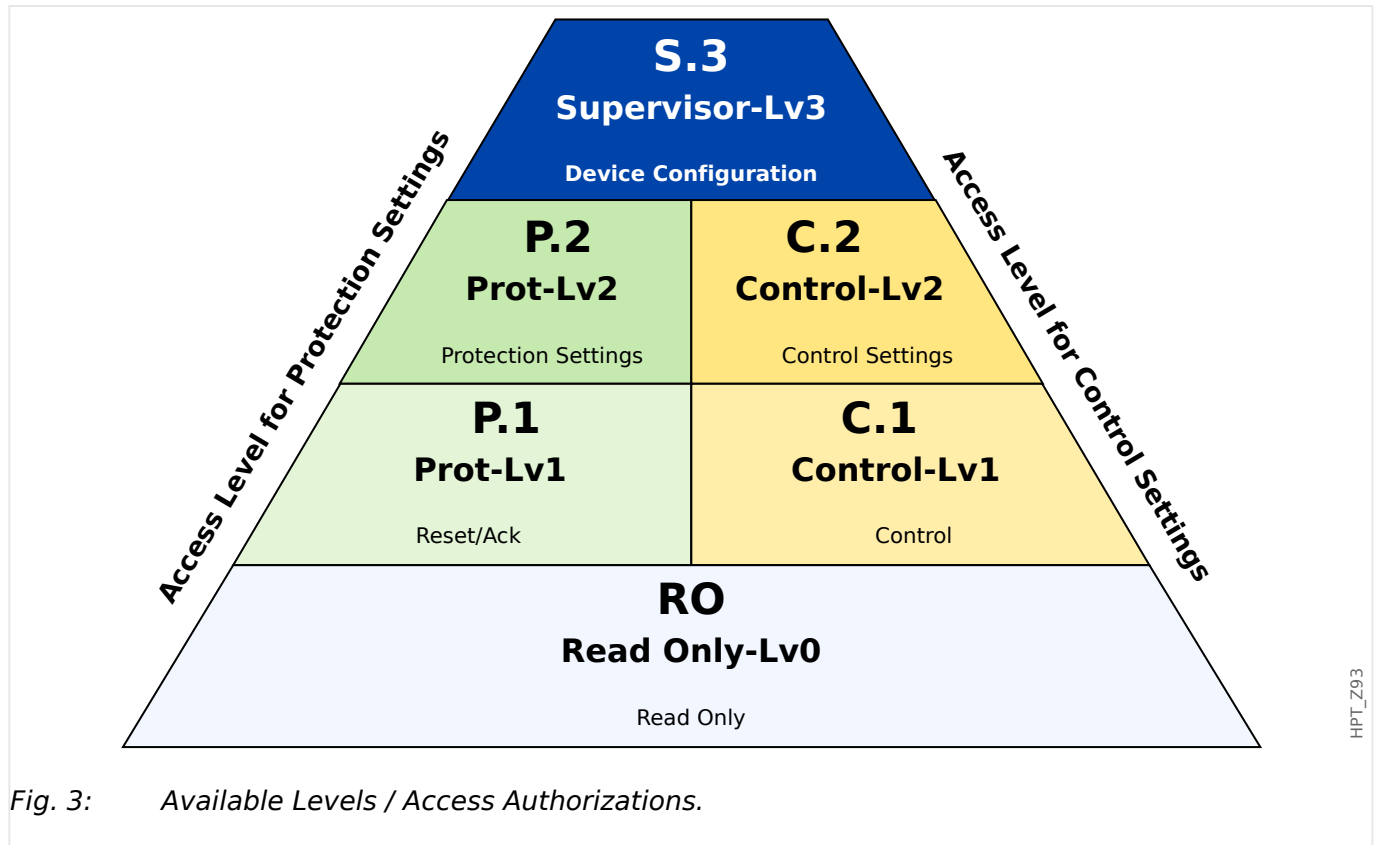 S.3
Supervisor-Lv3
Device Configuration
Access Level for Protection Settings
Access Level for Control Settings
P.2
Prot-Lv2
Protection Settings
C.2
Control-Lv2
Control Settings
P.1
Prot-Lv1
Reset/Ack
C.1
Control-Lv1
Control
RO
Read Only-Lv0
Read Only
HPT_Z93
Fig. 3: Available Levels / Access Authorizations.